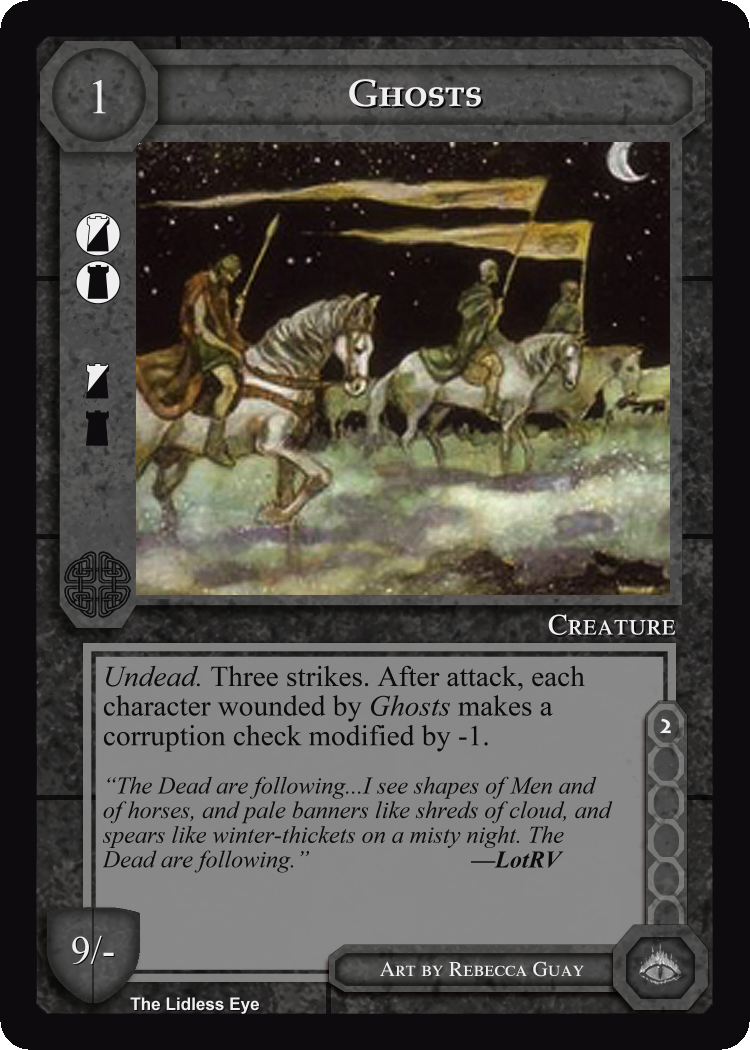 1
Ghosts
Creature
Undead. Three strikes. After attack, each
character wounded by Ghosts makes a
corruption check modified by -1.
2
“The Dead are following...I see shapes of Men and
of horses, and pale banners like shreds of cloud, and
spears like winter-thickets on a misty night. The
Dead are following.” —LotRV
9/-
Art by Rebecca Guay
The Lidless Eye